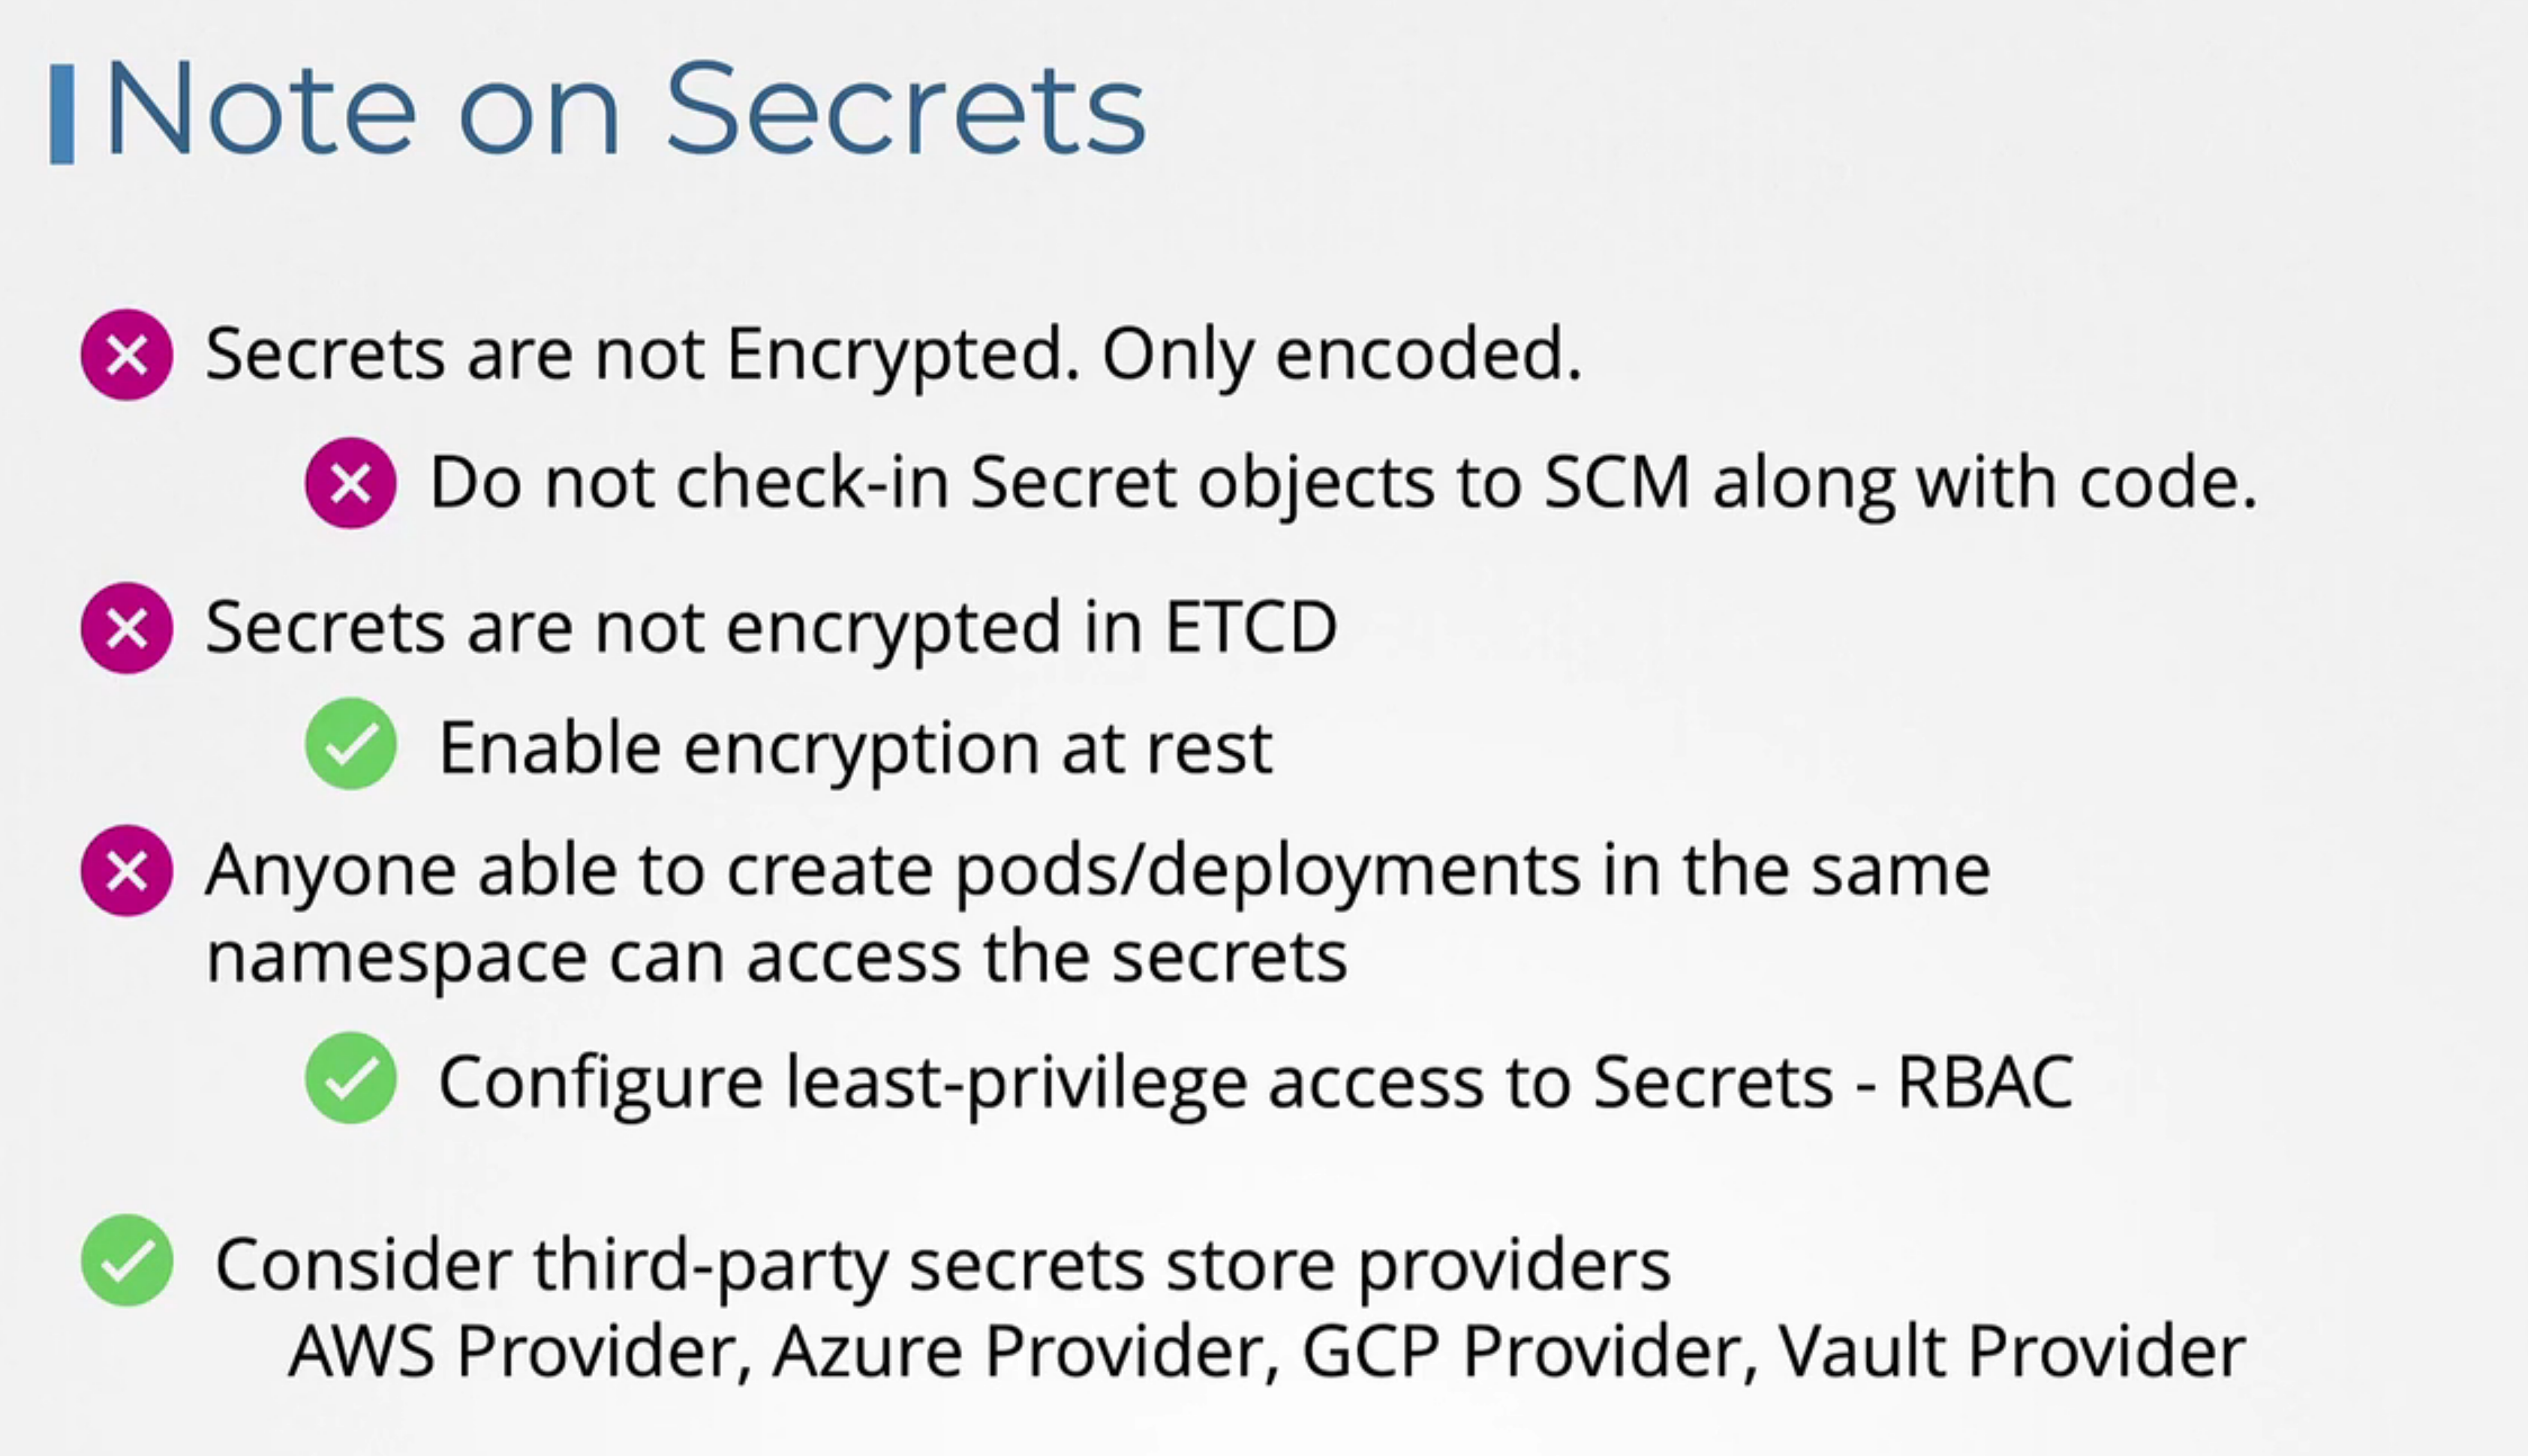 Note on Secrets
Secrets are not Encrypted. Only encoded.
Do not check-in Secret objects to SCM along with code.
Secrets are not encrypted in ETCD
Enable encryption at rest
Anyone able to create pods/deployments in the same
namespace can access the secrets
Configure least-privilege access to Secrets - RBAC
Consider third-party secrets store providers
AWS Provider, Azure Provider, GCP Provider, Vault Provider